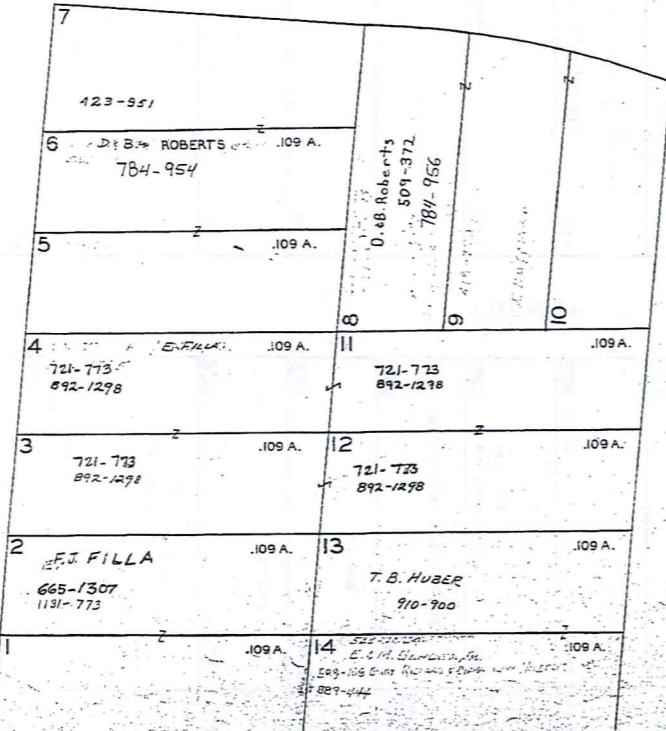 7
423-951
6
D. & B. ROBERTS
.109 A.
784-954
5
.109 A.
D. & B. Roberts
509-372
784-956
8
9
10
4
E. FILLA
.109 A.
721-773
892-1298
11
.109 A.
721-773
892-1298
3
.109 A.
721-773
892-1298
12
.109 A.
721-773
892-1298
2
.109 A.
F.J. FILLA
665-1307
1131-773
13
.109 A.
T. B. HUBER
910-900
1
.109 A.
14
.109 A.
E. & M.
889-444